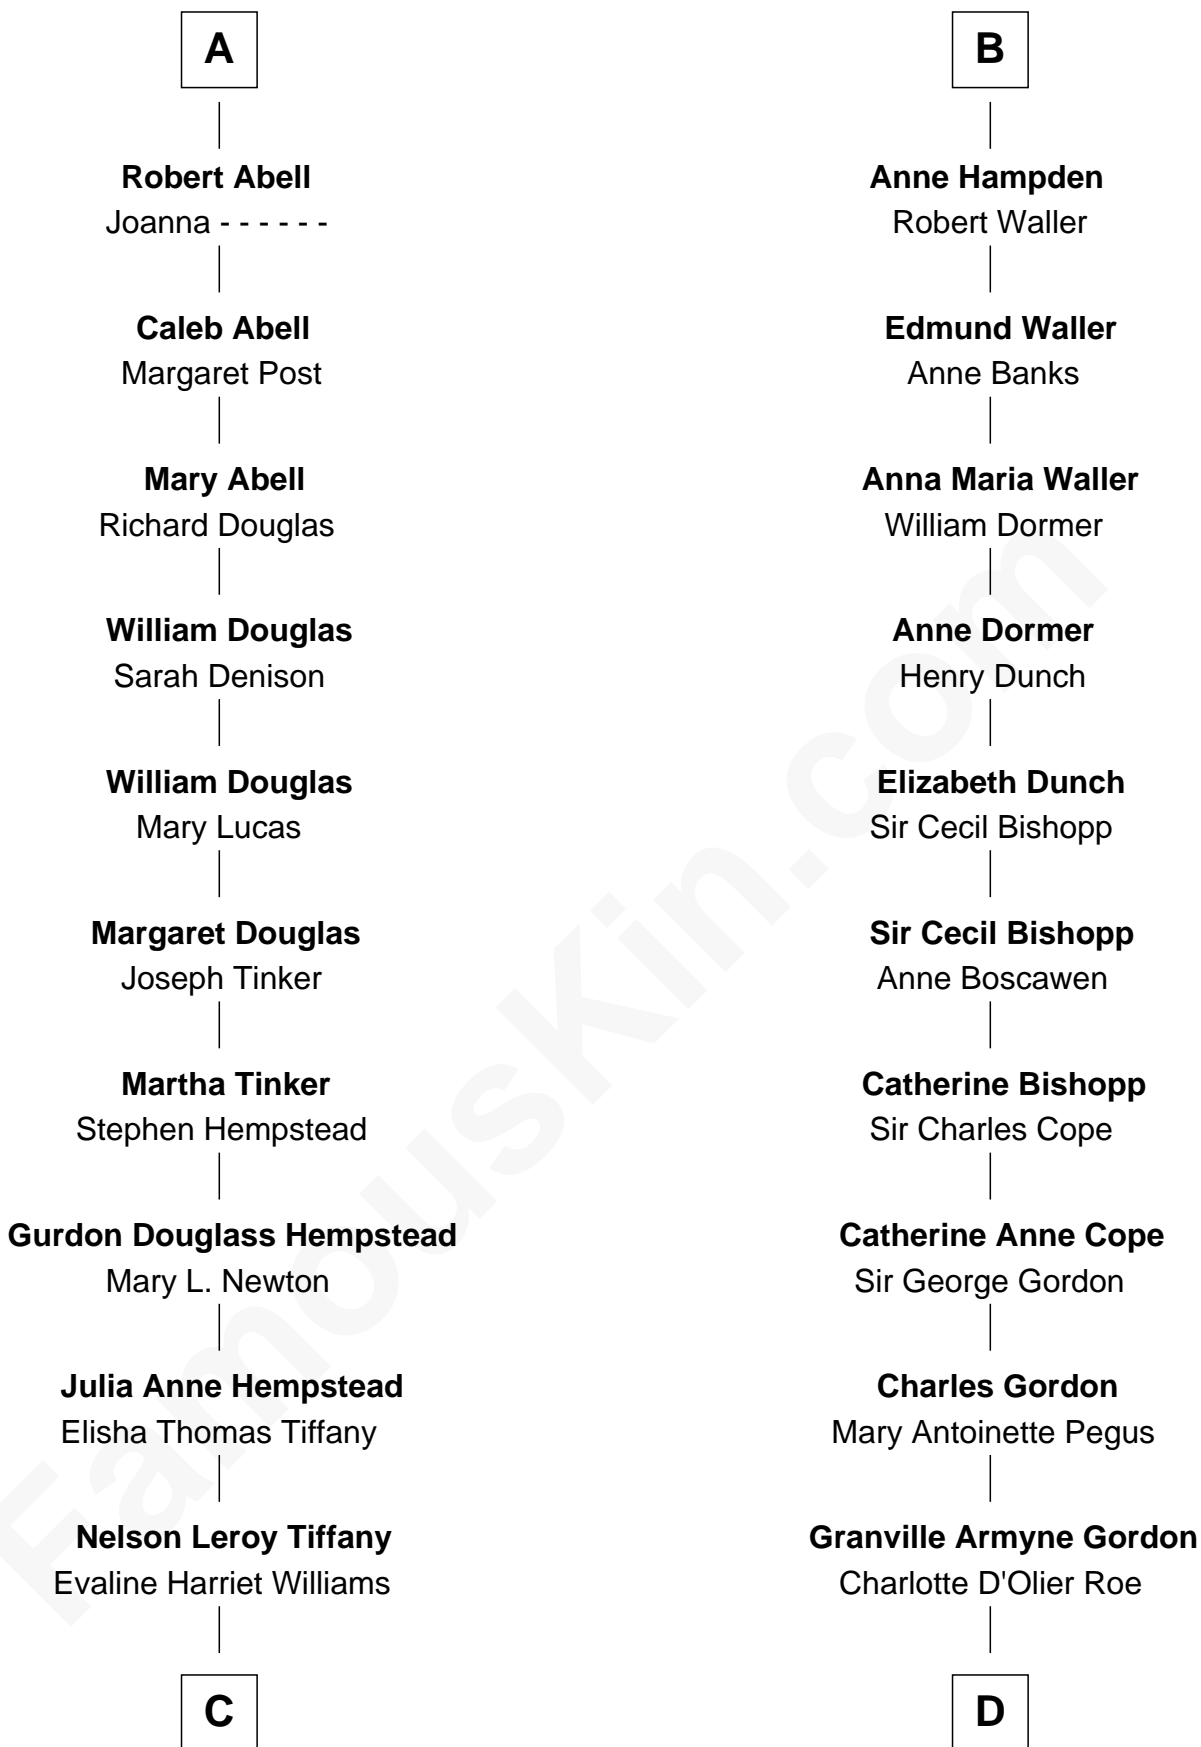 A
Robert Abell
Joanna - - - - - -
Caleb Abell
Margaret Post
Mary Abell
Richard Douglas
William Douglas
Sarah Denison
William Douglas
Mary Lucas
Margaret Douglas
Joseph Tinker
Martha Tinker
Stephen Hempstead
Gurdon Douglass Hempstead
Mary L. Newton
Julia Anne Hempstead
Elisha Thomas Tiffany
Nelson Leroy Tiffany
Evaline Harriet Williams
C
B
Anne Hampden
Robert Waller
Edmund Waller
Anne Banks
Anna Maria Waller
William Dormer
Anne Dormer
Henry Dunch
Elizabeth Dunch
Sir Cecil Bishopp
Sir Cecil Bishopp
Anne Boscawen
Catherine Bishopp
Sir Charles Cope
Catherine Anne Cope
Sir George Gordon
Charles Gordon
Mary Antoinette Pegus
Granville Armyne Gordon
Charlotte D'Olier Roe
D
FamousKin.com